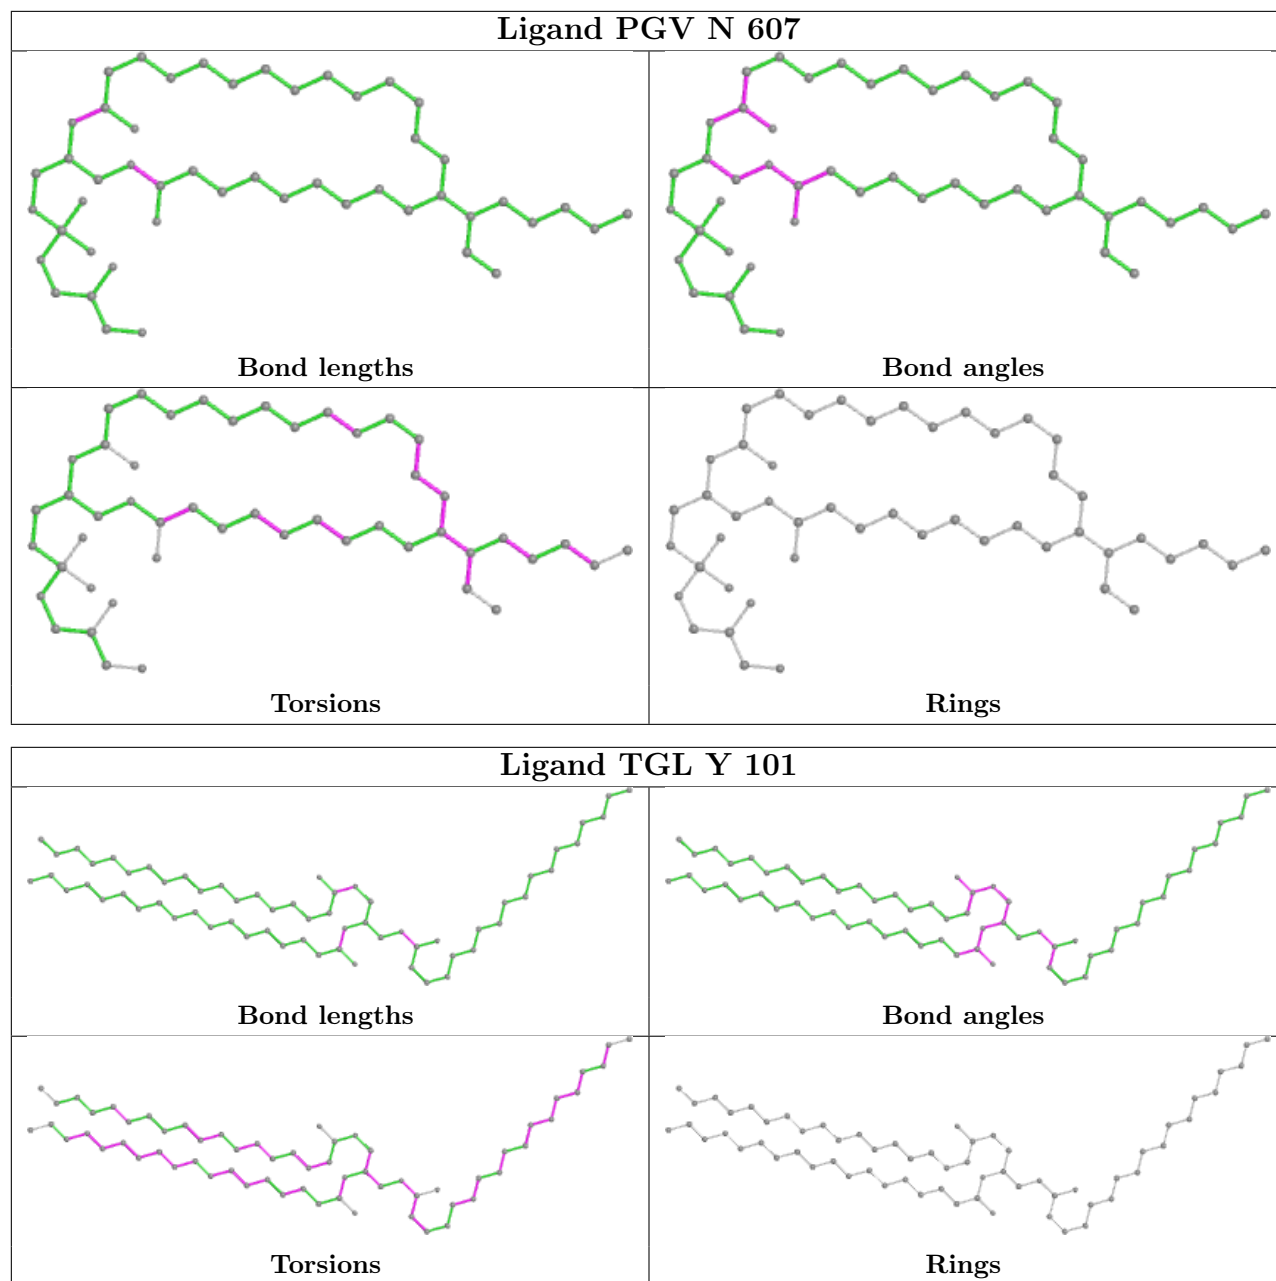 Ligand PGV N 607
Bond lengths
Bond angles
Torsions
Rings
Ligand TGL Y 101
Bond lengths
Bond angles
Torsions
Rings